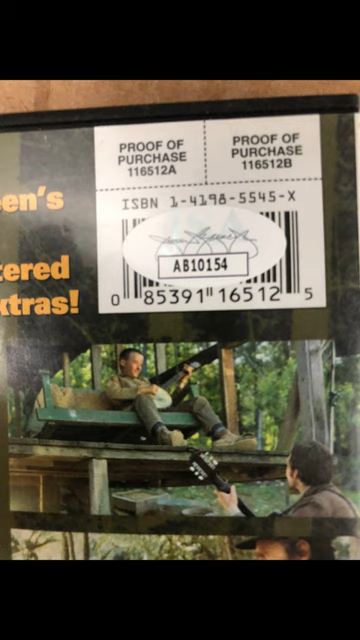 PROOF OF
PURCHASE
116512A
PROOF OF
PURCHASE
116512B
een's
ISBN 1-4198-5545-X
AB10154
tered
xtras!
0 85391 16512 5